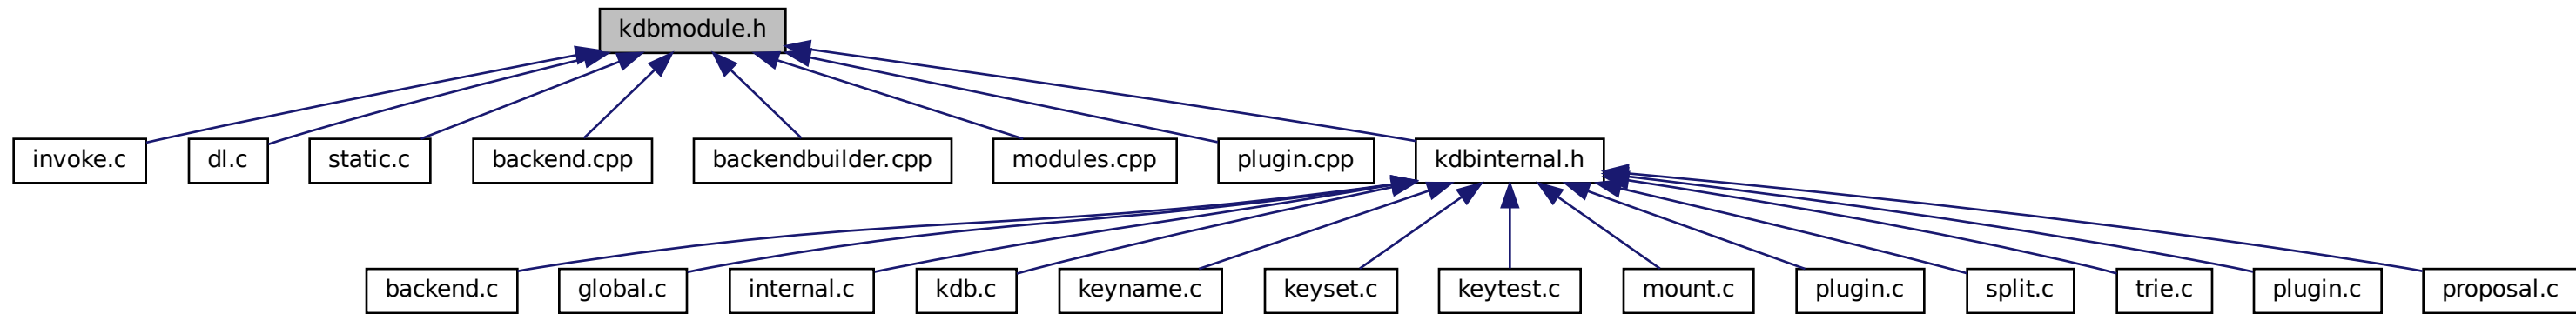 kdbmodule.h
invoke.c
dl.c
static.c
backend.cpp
backendbuilder.cpp
modules.cpp
plugin.cpp
kdbinternal.h
backend.c
global.c
internal.c
kdb.c
keyname.c
keyset.c
keytest.c
mount.c
plugin.c
split.c
trie.c
plugin.c
proposal.c